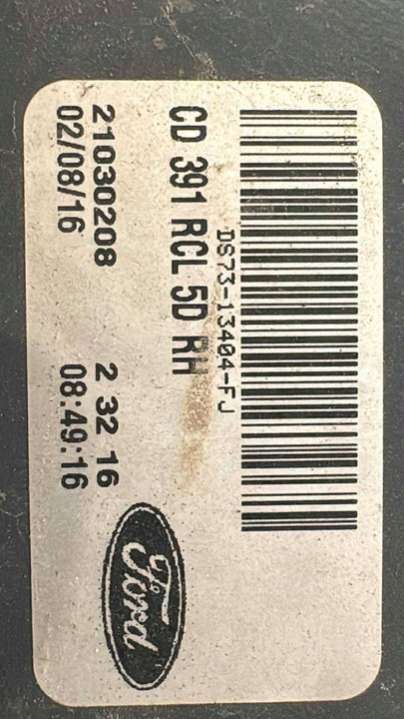 DS73-13404-FJ
CD 391 RCL 5D RH
21030208 2 32 16
02/08/16 08:49:16
Ford